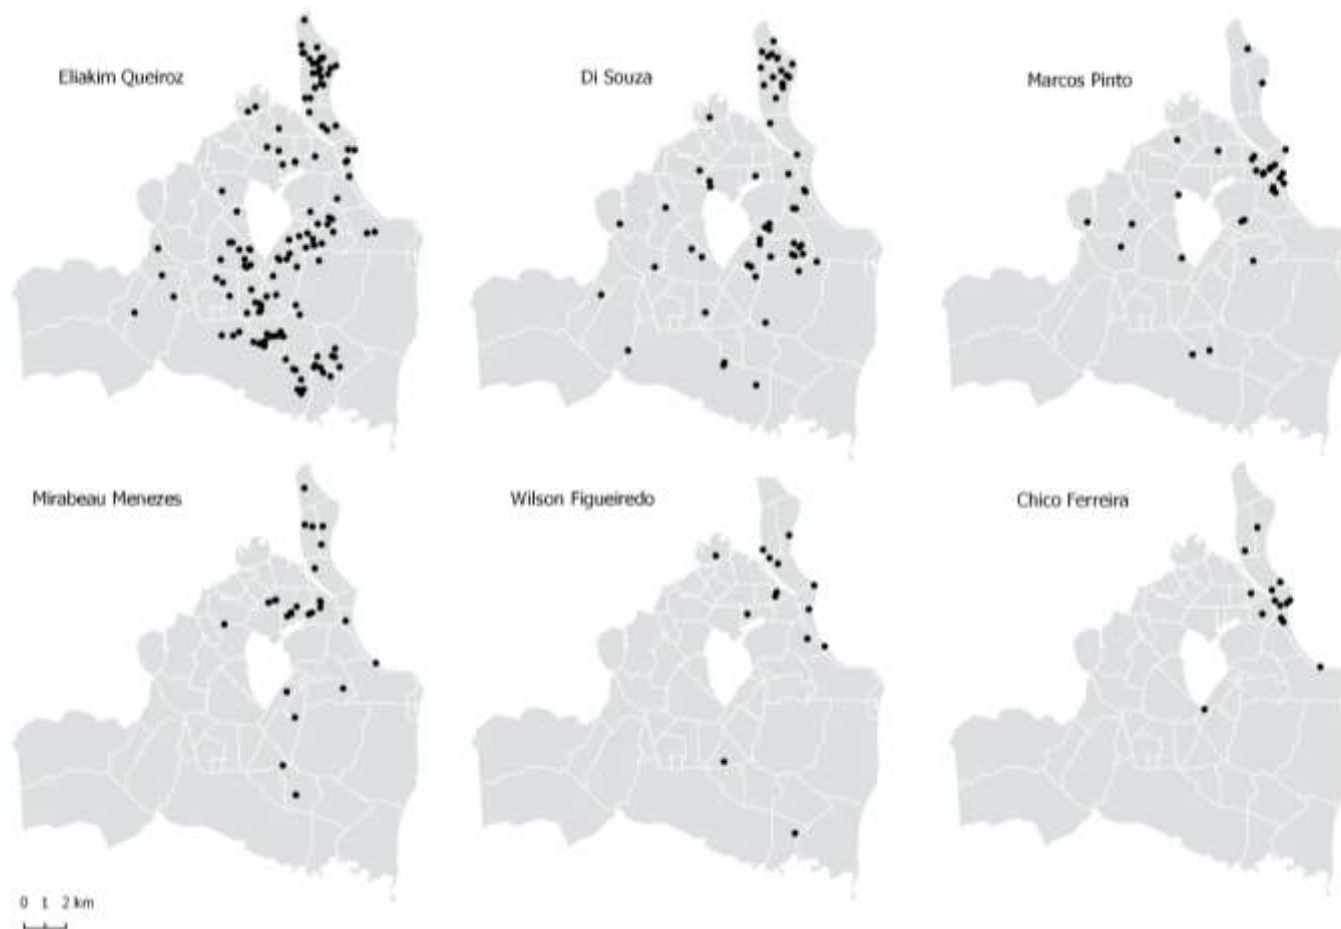 Eliakim Queiroz
Di Souza
Marcos Pinto
Mirabeau Menezes
Wilson Figueiredo
Chico Ferreira
0 1 2 km